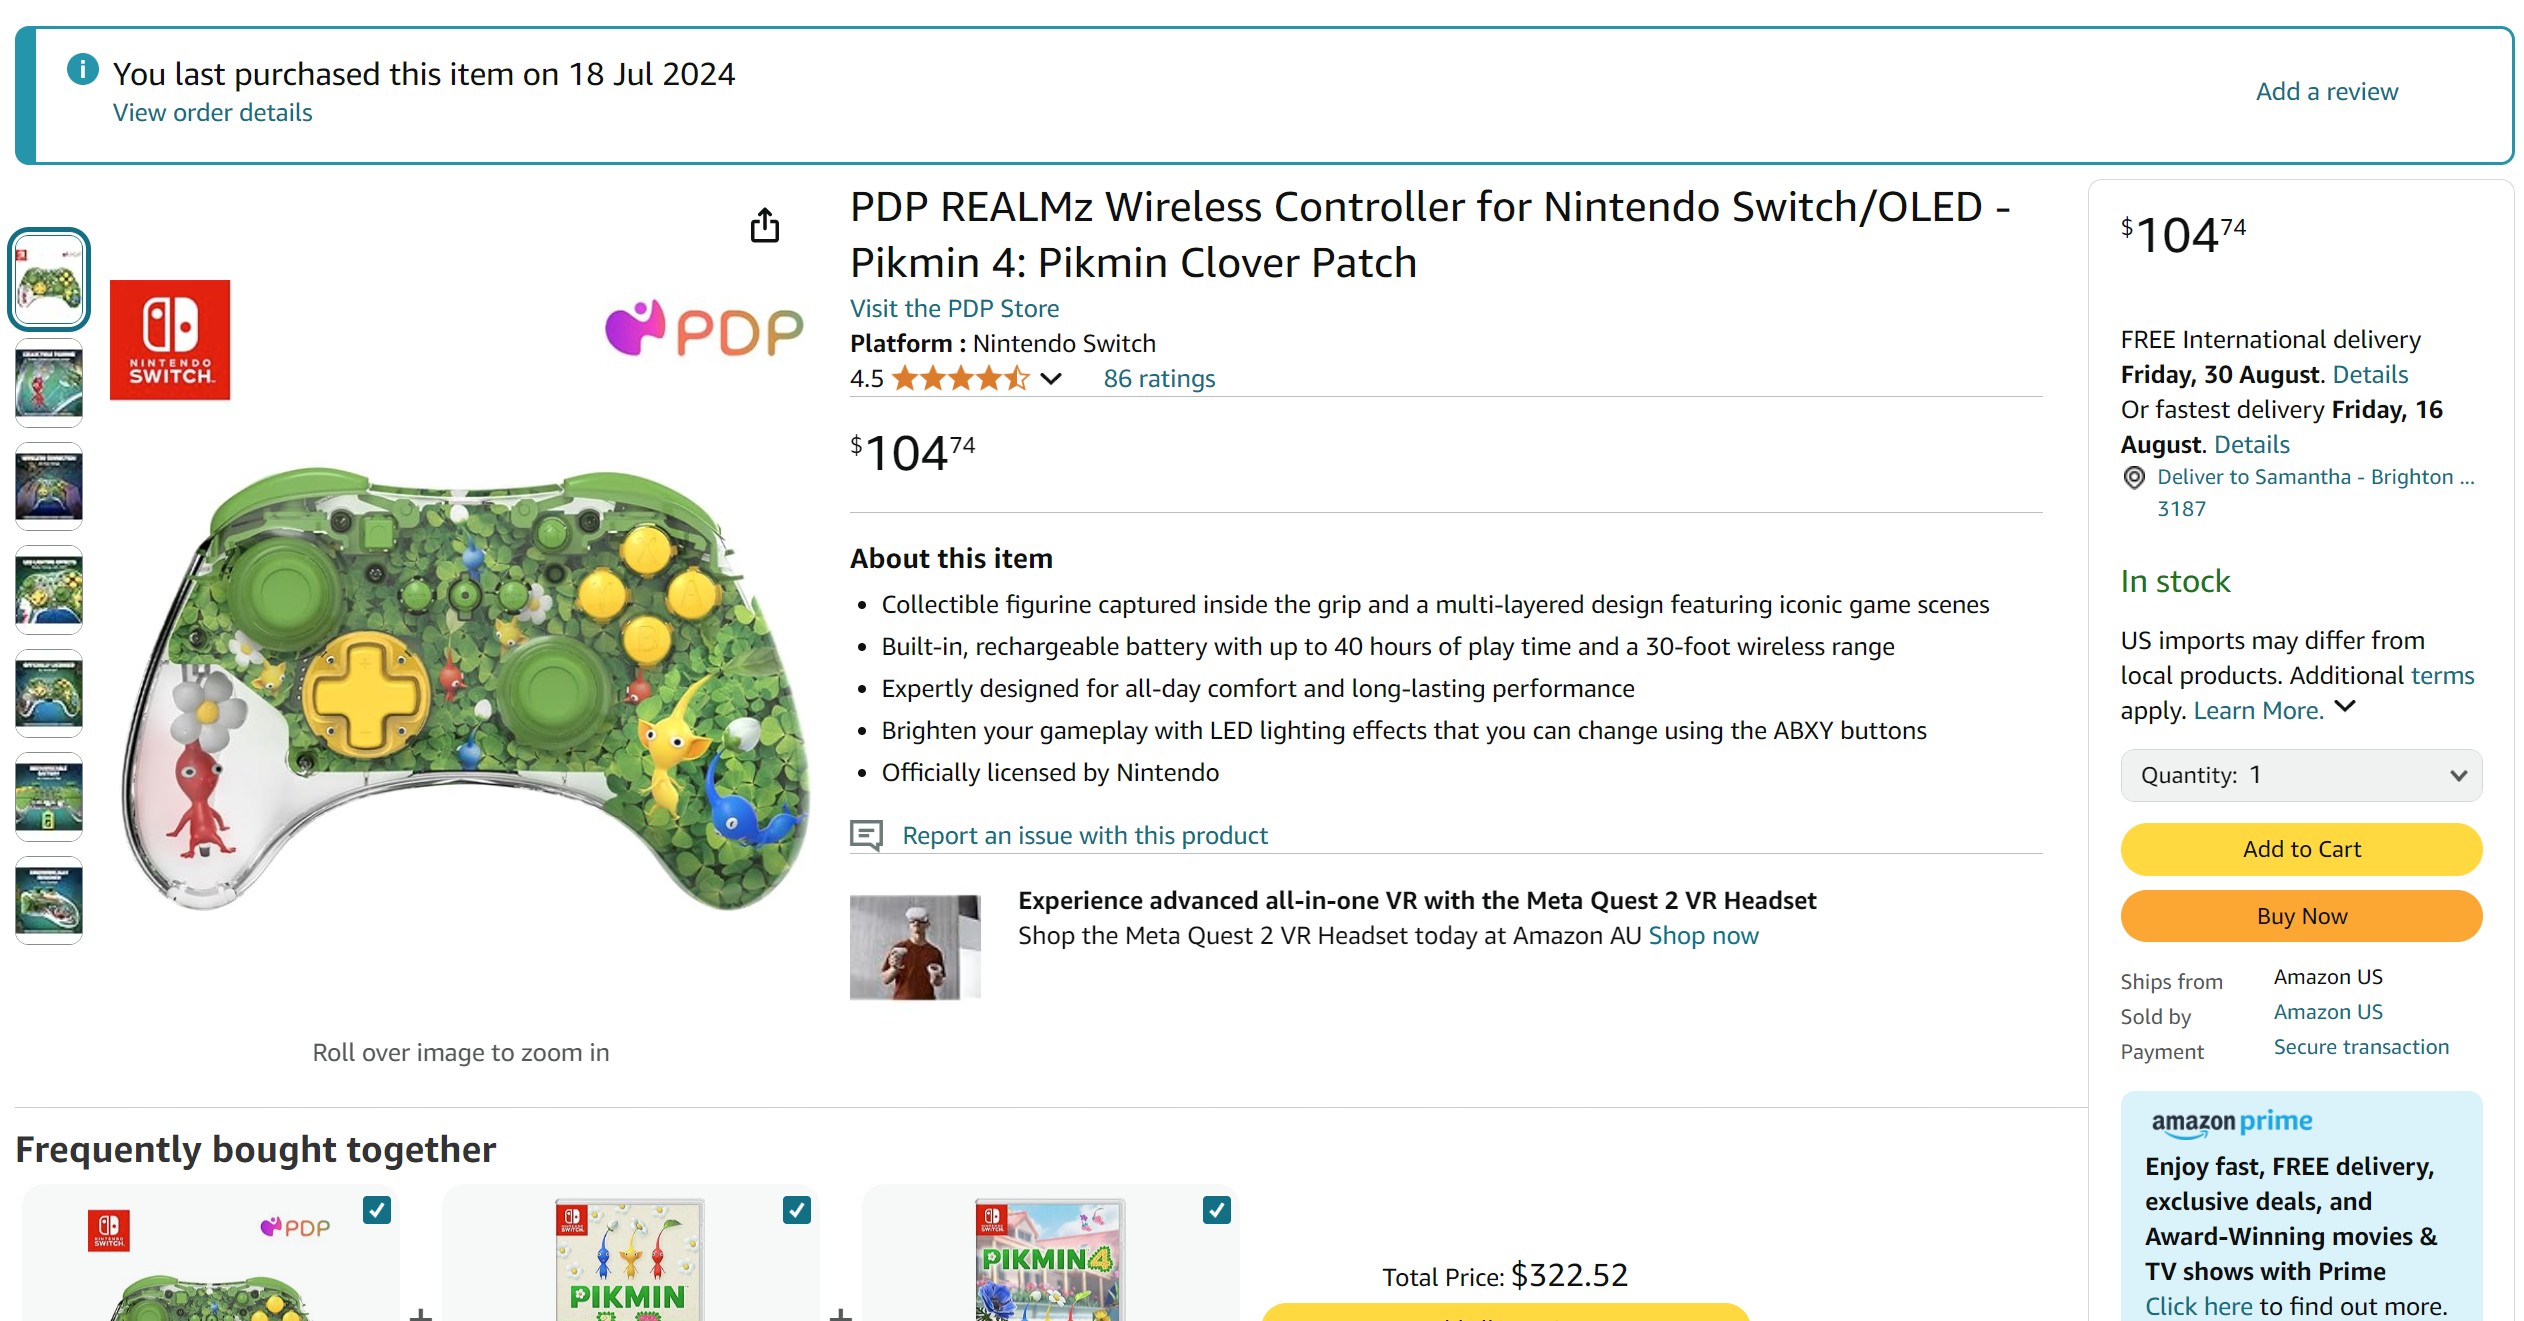 You last purchased this item on 18 Jul 2024
View order details
Add a review
NINTENDO
SWITCH
PDP
Roll over image to zoom in
PDP REALMz Wireless Controller for Nintendo Switch/OLED -
Pikmin 4: Pikmin Clover Patch
Visit the PDP Store
Platform : Nintendo Switch
4.5 86 ratings
$104 74
About this item
• Collectible figurine captured inside the grip and a multi-layered design featuring iconic game scenes
• Built-in, rechargeable battery with up to 40 hours of play time and a 30-foot wireless range
• Expertly designed for all-day comfort and long-lasting performance
• Brighten your gameplay with LED lighting effects that you can change using the ABXY buttons
• Officially licensed by Nintendo
Report an issue with this product
Experience advanced all-in-one VR with the Meta Quest 2 VR Headset
Shop the Meta Quest 2 VR Headset today at Amazon AU Shop now
$104 74
FREE International delivery
Friday, 30 August. Details
Or fastest delivery Friday, 16
August. Details
Deliver to Samantha - Brighton ...
3187
In stock
US imports may differ from
local products. Additional terms
apply. Learn More.
Quantity: 1
Add to Cart
Buy Now
Ships from Amazon US
Sold by Amazon US
Payment Secure transaction
amazon prime
Enjoy fast, FREE delivery,
exclusive deals, and
Award-Winning movies &
TV shows with Prime
Click here to find out more.
Frequently bought together
NINTENDO
SWITCH
PDP
+
PIKMIN
+
PIKMIN 4
Total Price: $322.52